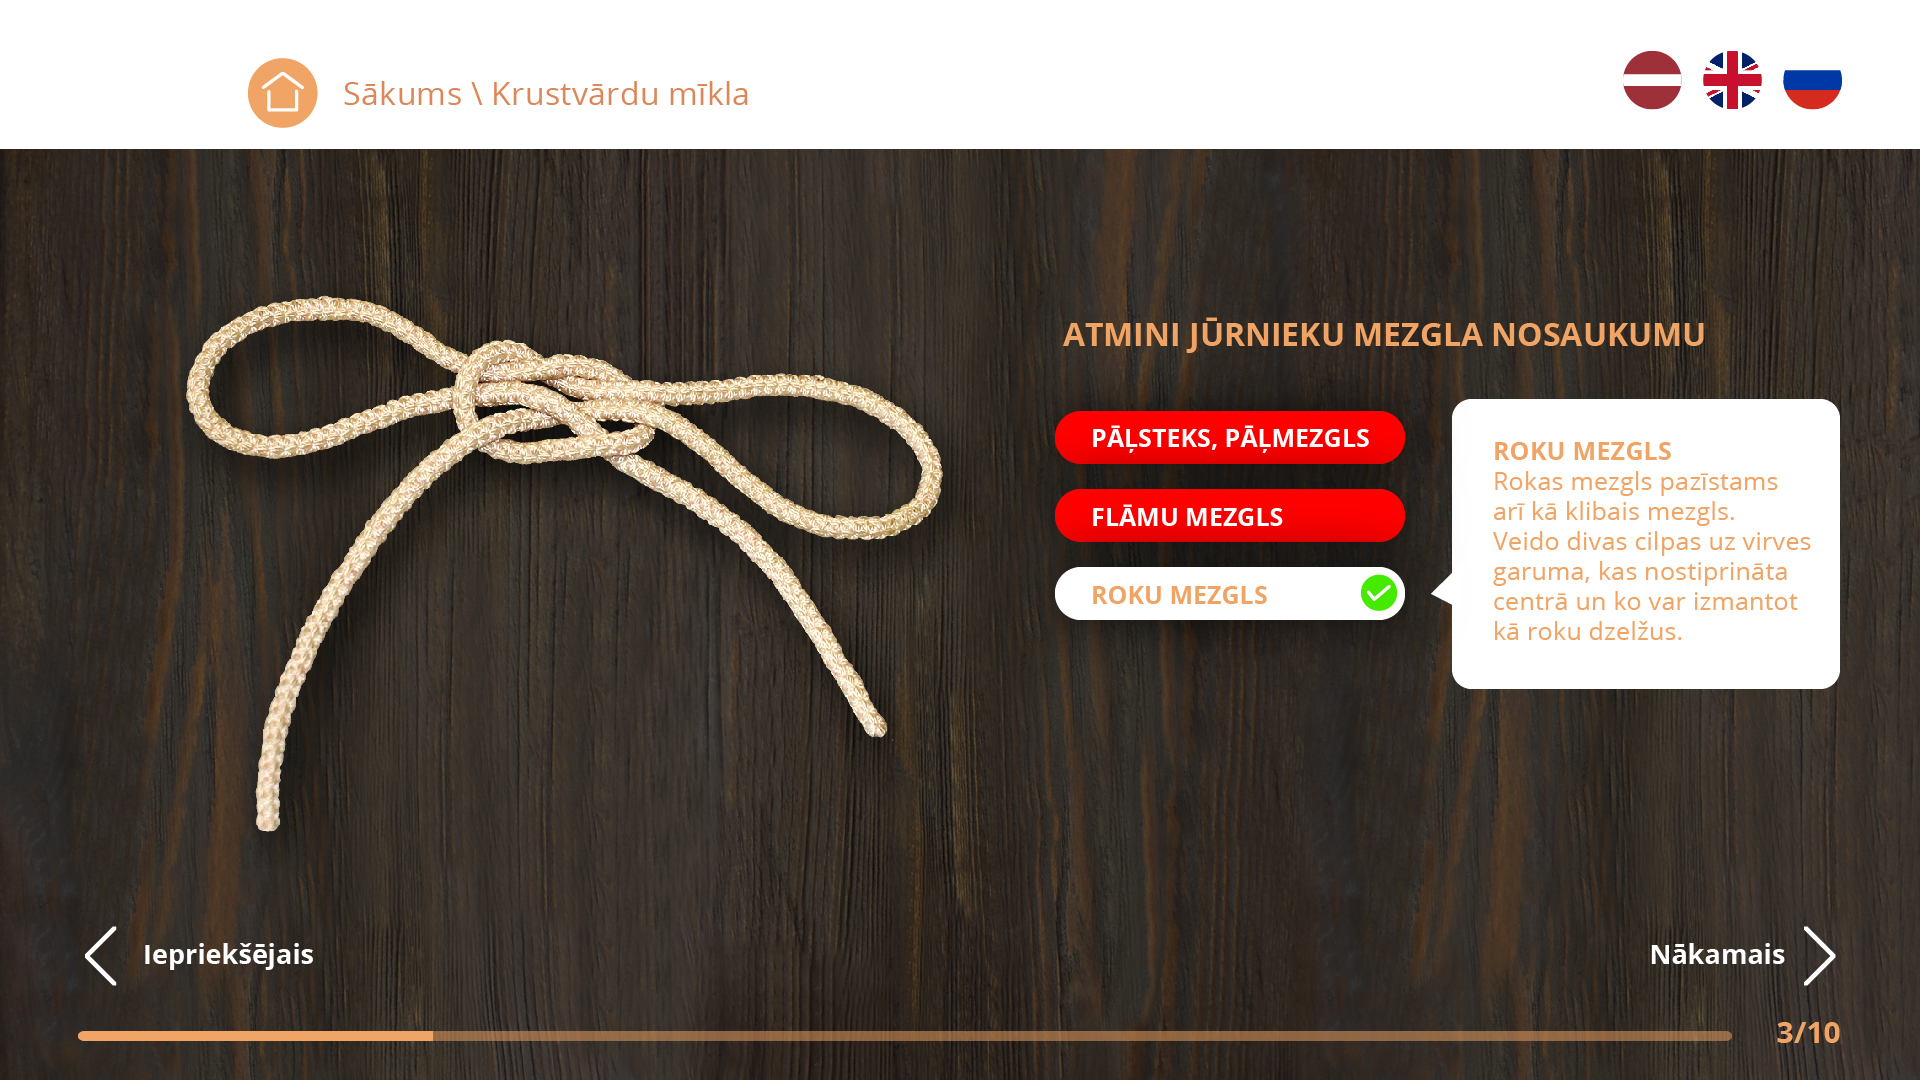 Sākums \ Krustvārdu mīkla
ATMINI JŪRNIEKU MEZGLA NOSAUKUMU
PĀĻSTEKS, PĀĻMEZGLS
FLĀMU MEZGLS
ROKU MEZGLS
ROKU MEZGLS
Rokas mezgls pazīstams
arī kā klibais mezgls.
Veido divas cilpas uz virves
garuma, kas nostiprināta
centrā un ko var izmantot
kā roku dzelžus.
Iepriekšējais
Nākamais
3/10